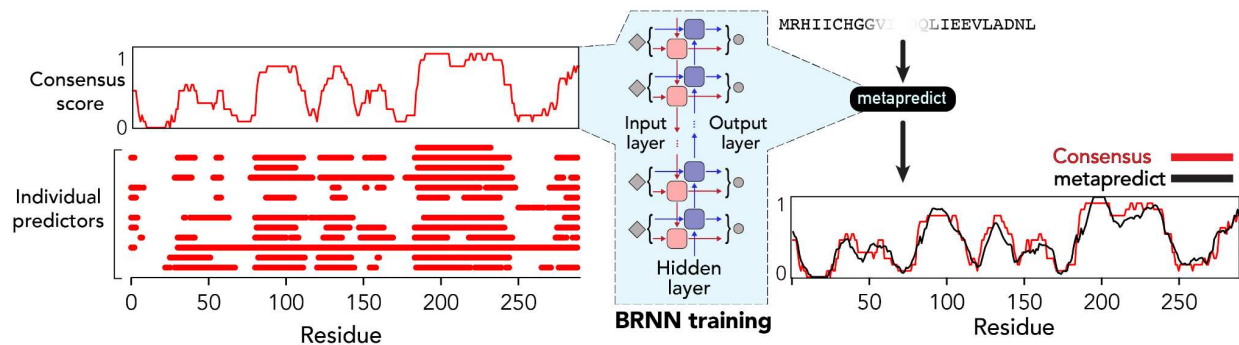 Consensus
score
1
0
Individual
predictors
0 50 100 150 200 250
Residue
Input
layer
Output
layer
Hidden
layer
BRNN training
MRHIICHGGVI QLIEEVLADNL
metapredict
Consensus
metapredict
1
0
50 100 150 200 250
Residue